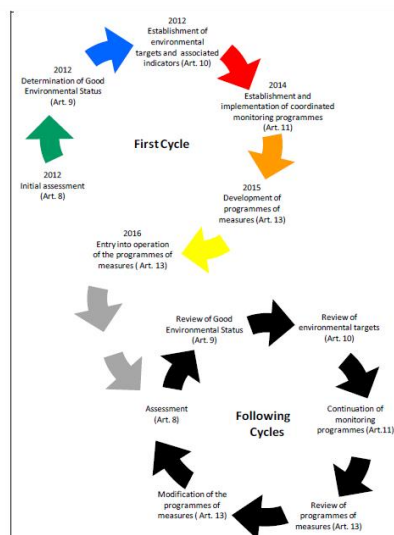 2012
Establishment of
environmental
targets and associated
indicators (Art. 10)
2012
Determination of Good
Environmental Status
(Art. 9)
2014
Establishment and
implementation of coordinated
monitoring programmes
(Art. 11)
First Cycle
2012
Initial assessment
(Art. 8)
2015
Development of
programmes of
measures (Art. 13)
2016
Entry into operation
of the programmes of
measures ( Art. 13)
Review of Good
Environmental Status
(Art. 9)
Review of
environmental targets
(Art. 10)
Assessment
(Art. 8)
Following
Cycles
Continuation of
monitoring
programmes (Art.11)
Modification of the
programmes of
measures ( Art. 13)
Review of
programmes of
measures (Art. 13)